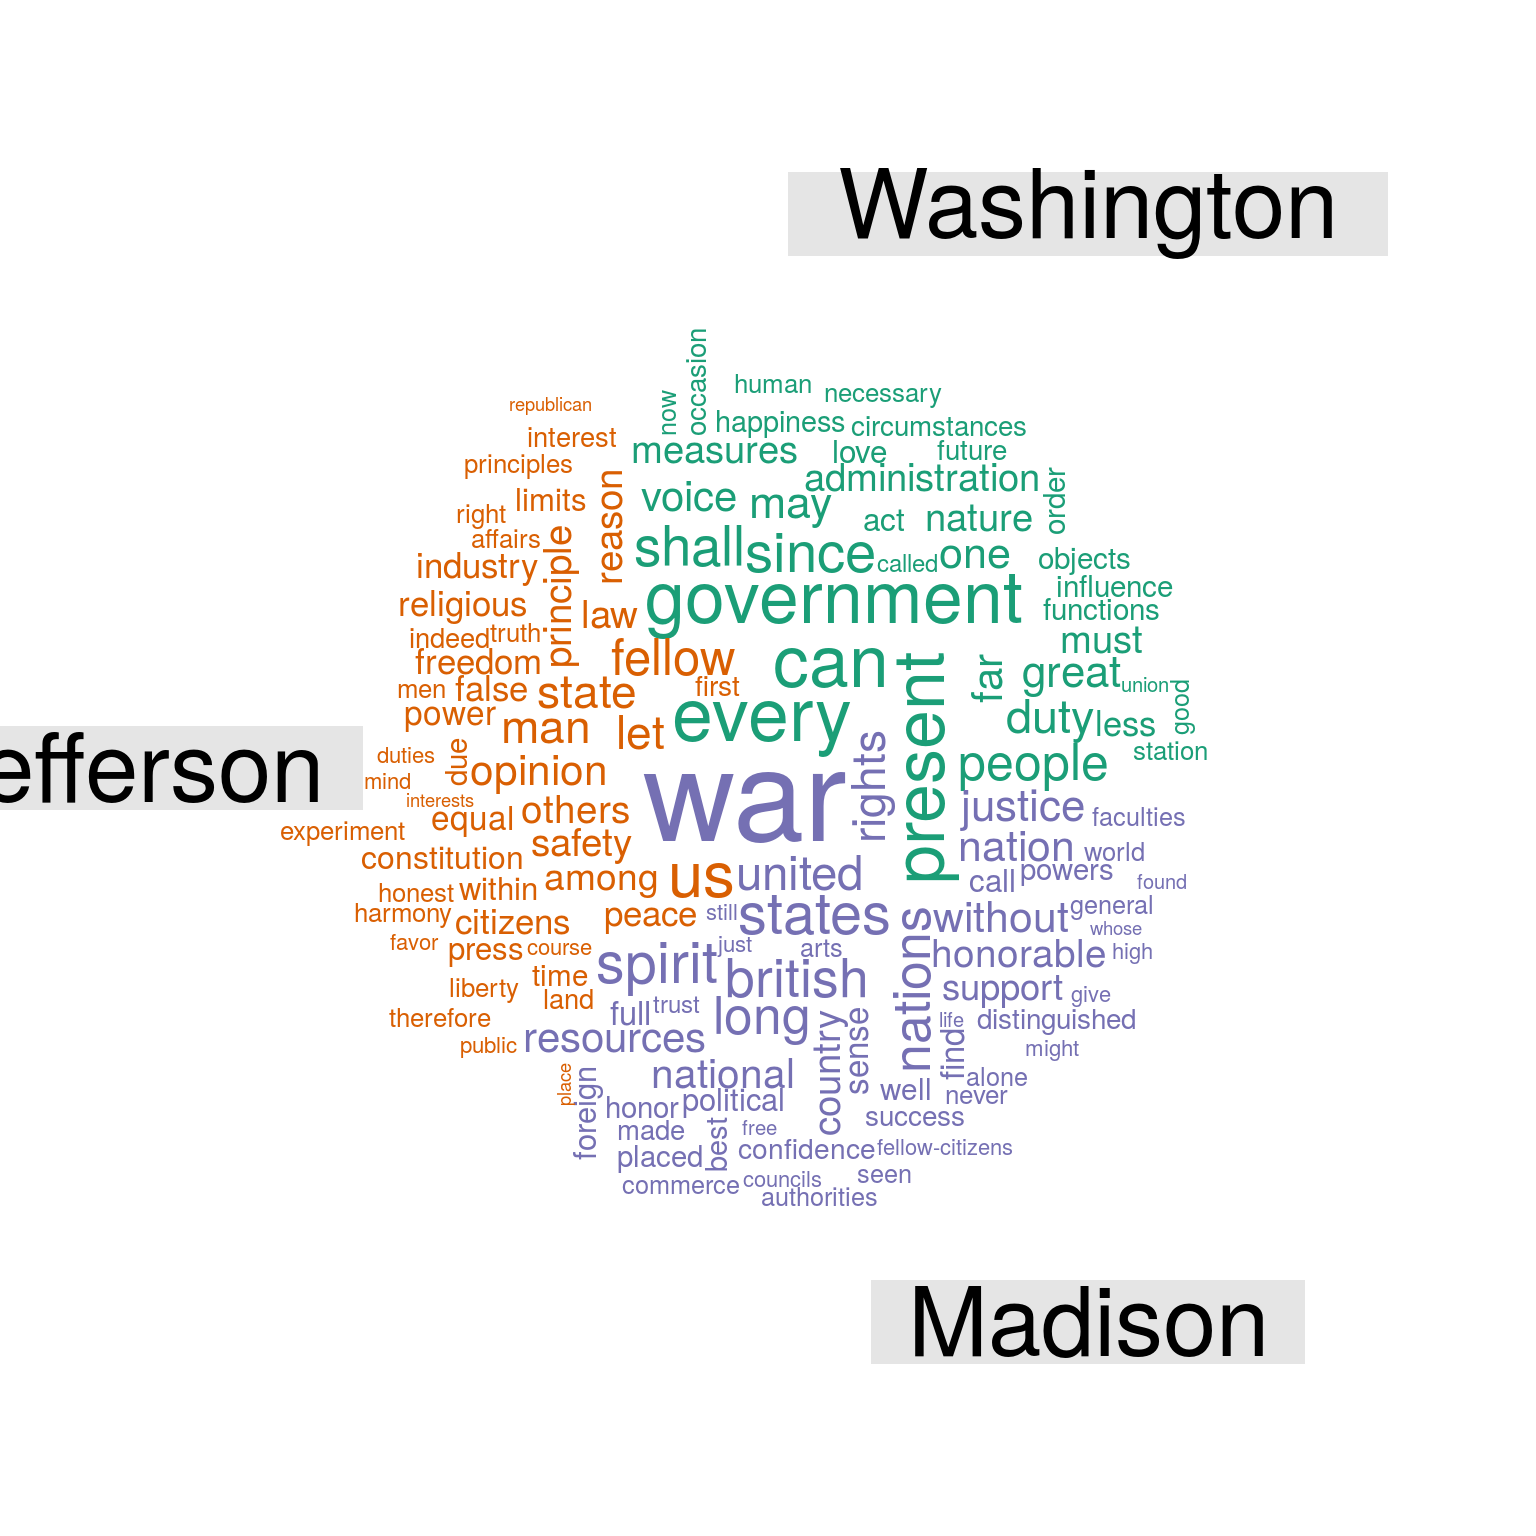 Washington
occasion
human
necessary
now
republican
happiness
circumstances
interest
measures
love
future
principles
administration
order
reason
limits
voice
may
right
act
nature
affairs
principle
shall
since
called
one
objects
industry
influence
government
religious
law
functions
indeed
truth
must
freedom
fellow
can
present
far
great
union
men
false
state
first
good
power
man
let
every
duty
less
duties
due
opinion
rights
people
station
mind
war
efferson
interests
equal
others
justice
faculties
experiment
safety
nation
world
constitution
us
united
call
powers
found
honest
within
among
harmony
citizens
peace
still
states
nations
without
general
whose
favor
press
course
just
arts
honorable
high
liberty
time
spirit
british
support
give
land
full
trust
long
life
distinguished
therefore
resources
country
sense
find
might
public
place
foreign
national
well
alone
never
honor
political
success
made
best
free
placed
confidence
fellow-citizens
commerce
councils
seen
authorities
Madison